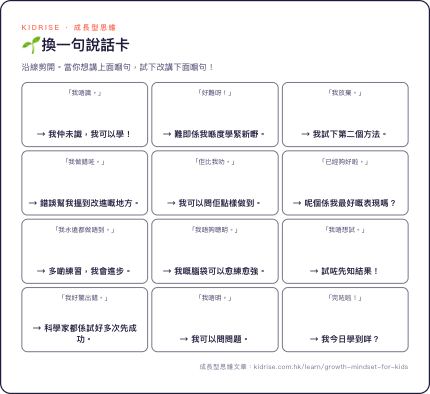 KIDRISE · 成長型思維
換一句說話卡
沿線剪開。當你想講上面嗰句,試下改講下面嗰句!
「我唔識。」
「好難呀!」
「我放棄。」
→ 我仲未識,我可以學!
→ 難即係我喺度學緊新嘢。
→ 我試下第二個方法。
「我做錯咗。」
「佢比我叻。」
「已經夠好啦。」
→ 錯誤幫我搵到改進嘅地方。
→ 我可以問佢點樣做到。
→ 呢個係我最好嘅表現嗎?
「我永遠都做唔到。」
「我唔夠聰明。」
「我唔想試。」
→ 多啲練習,我會進步。
→ 我嘅腦袋可以愈練愈強。
→ 試咗先知結果!
「我好驚出錯。」
「我唔明。」
「完咗啦!」
→ 科學家都係試好多次先成
功。
→ 我可以問問題。
→ 我今日學到咩?
成長型思維文章:kidrise.com.hk/learn/growth-mindset-for-kids